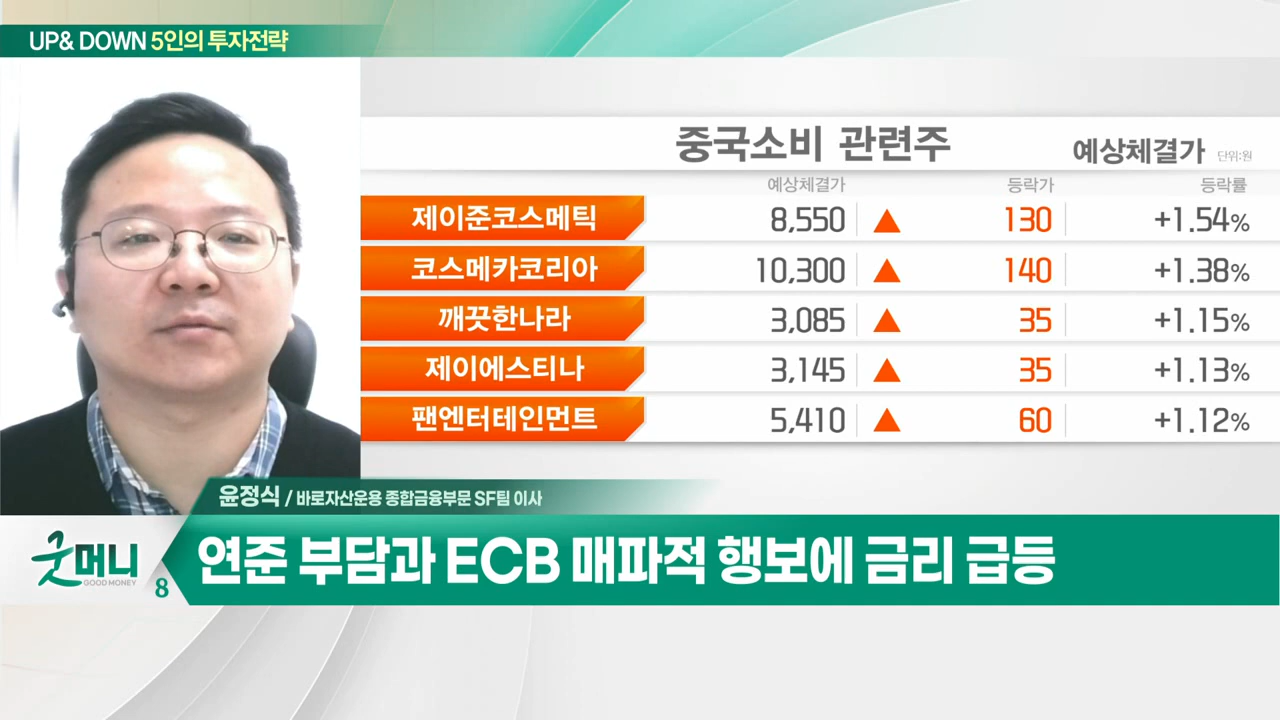 UP& DOWN 5인의 투자전략
중국소비 관련주 예상체결가 단위:원
예상체결가 등락가 등락률
제이준코스메틱 8,550 ▲ 130 +1.54%
코스메카코리아 10,300 ▲ 140 +1.38%
깨끗한나라 3,085 ▲ 35 +1.15%
제이에스티나 3,145 ▲ 35 +1.13%
팬엔터테인먼트 5,410 ▲ 60 +1.12%
윤정식 / 바로자산운용 종합금융부문 SF팀 이사
굿머니
GOOD MONEY
8
연준 부담과 ECB 매파적 행보에 금리 급등